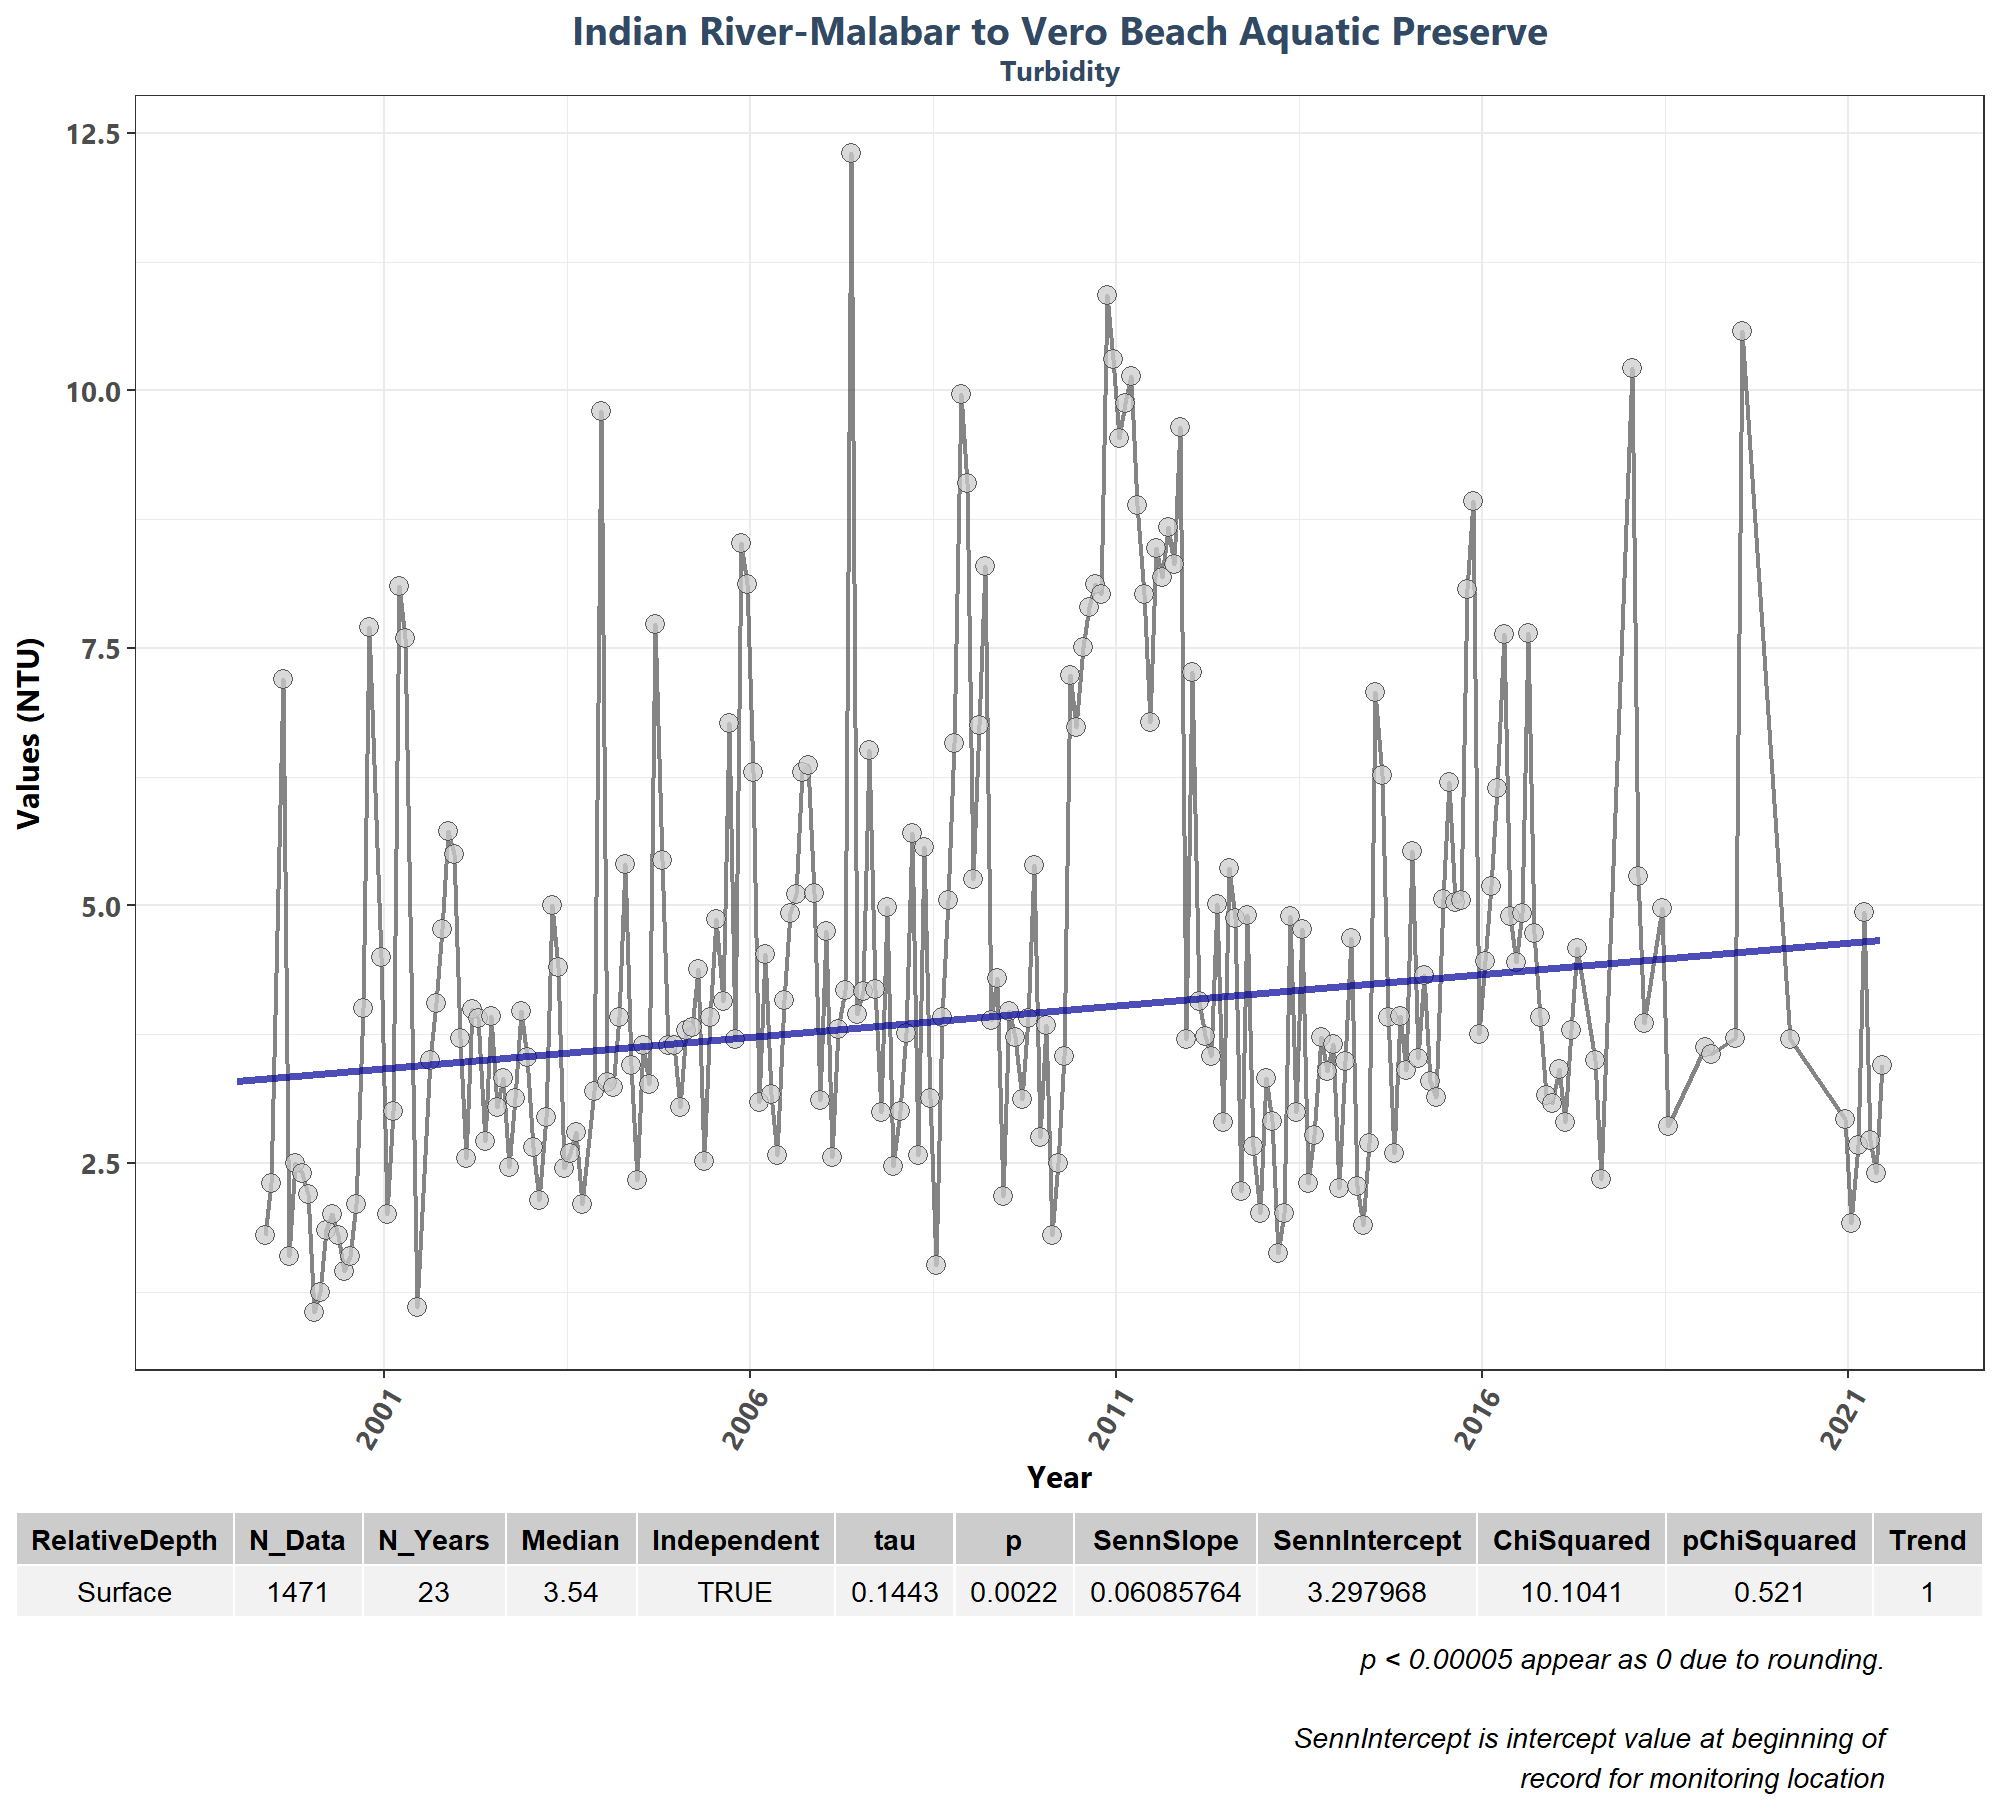 Indian River-Malabar to Vero Beach Aquatic Preserve
Turbidity
12.5
10.0
7.5
5.0
2.5
Values (NTU)
2001 2006 2011 2016 2021
Year
RelativeDepth N_Data N_Years Median Independent tau p SennSlope SennIntercept ChiSquared pChiSquared Trend
Surface 1471 23 3.54 TRUE 0.1443 0.0022 0.06085764 3.297968 10.1041 0.521 1
p < 0.00005 appear as 0 due to rounding.
SennIntercept is intercept value at beginning of
record for monitoring location